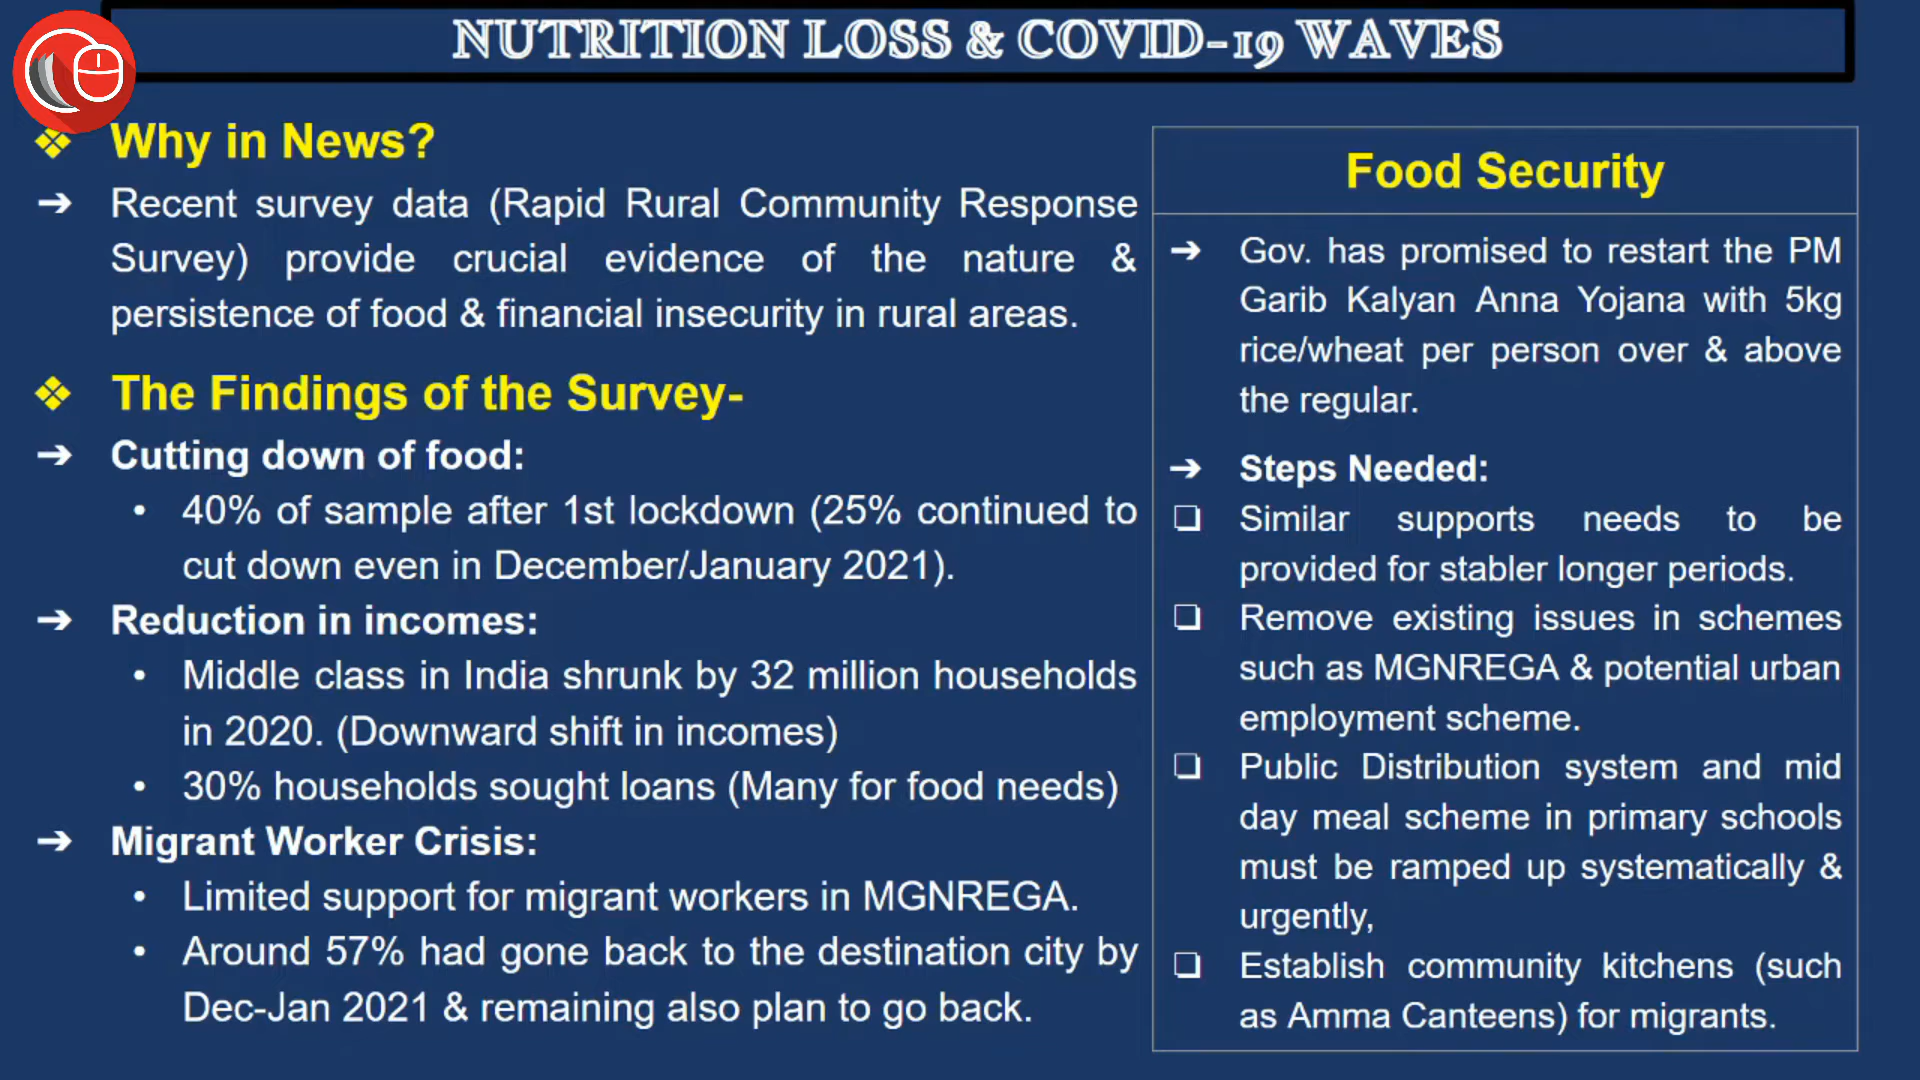 NUTRITION LOSS & COVID-19 WAVES
❖ Why in News?
➔ Recent survey data (Rapid Rural Community Response
Survey) provide crucial evidence of the nature &
persistence of food & financial insecurity in rural areas.
❖ The Findings of the Survey-
➔ Cutting down of food:
• 40% of sample after 1st lockdown (25% continued to
cut down even in December/January 2021).
➔ Reduction in incomes:
• Middle class in India shrunk by 32 million households
in 2020. (Downward shift in incomes)
• 30% households sought loans (Many for food needs)
➔ Migrant Worker Crisis:
• Limited support for migrant workers in MGNREGA.
• Around 57% had gone back to the destination city by
Dec-Jan 2021 & remaining also plan to go back.
Food Security
➔ Gov. has promised to restart the PM
Garib Kalyan Anna Yojana with 5kg
rice/wheat per person over & above
the regular.
➔ Steps Needed:
❏ Similar supports needs to be
provided for stabler longer periods.
❏ Remove existing issues in schemes
such as MGNREGA & potential urban
employment scheme.
❏ Public Distribution system and mid
day meal scheme in primary schools
must be ramped up systematically &
urgently,
❏ Establish community kitchens (such
as Amma Canteens) for migrants.